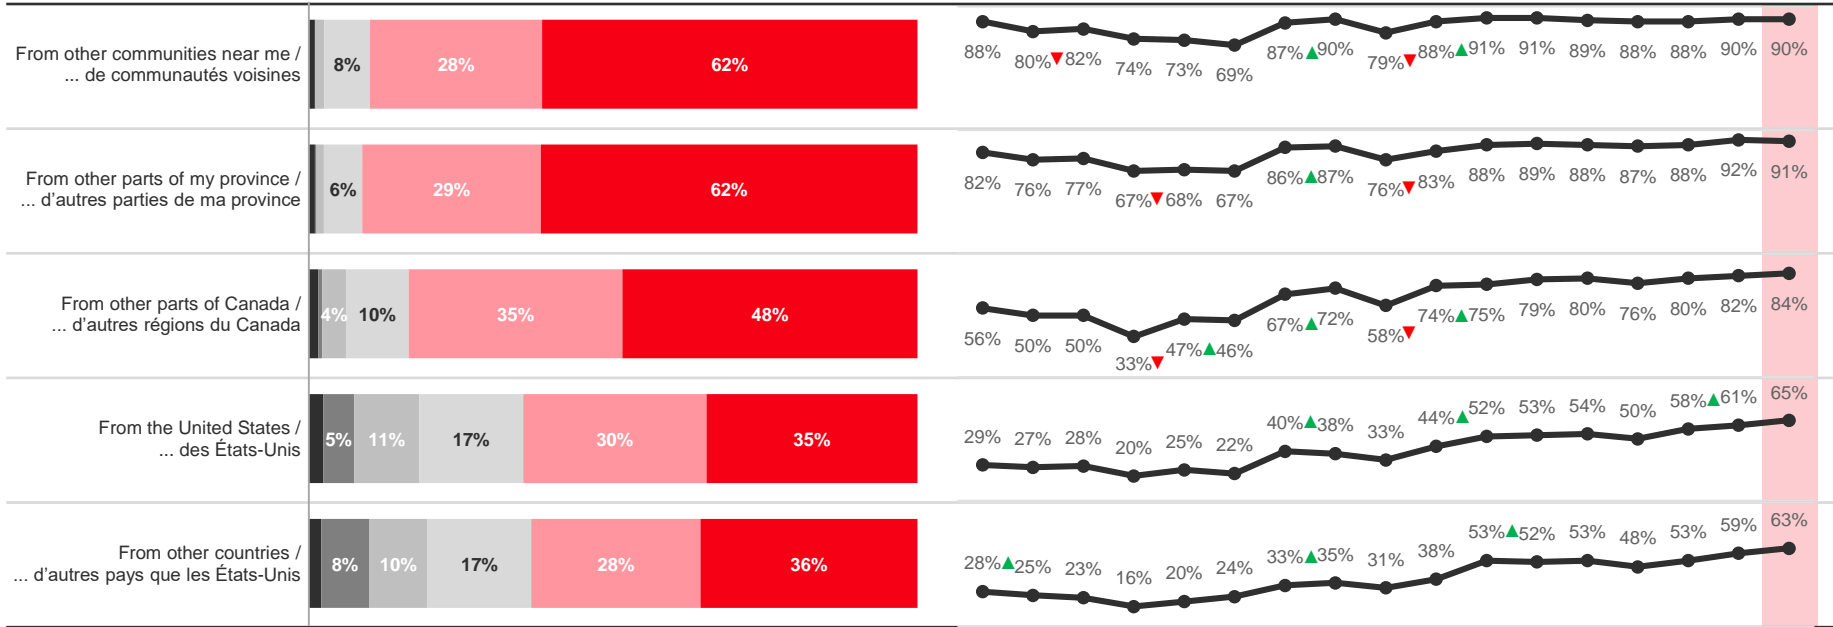 From other communities near me /
... de communautés voisines
8% 28% 62%
88% 80% 82% 74% 73% 69% 87% 90% 79% 88% 91% 91% 89% 88% 88% 90% 90%
From other parts of my province /
... d'autres parties de ma province
6% 29% 62%
82% 76% 77% 67% 68% 67% 86% 87% 76% 83% 88% 89% 88% 87% 88% 92% 91%
From other parts of Canada /
... d'autres régions du Canada
4% 10% 35% 48%
56% 50% 50% 33% 47% 46% 67% 72% 58% 74% 75% 79% 80% 76% 80% 82% 84%
From the United States /
... des États-Unis
5% 11% 17% 30% 35%
29% 27% 28% 20% 25% 22% 40% 38% 33% 44% 52% 53% 54% 50% 58% 61% 65%
From other countries /
... d'autres pays que les États-Unis
8% 10% 17% 28% 36%
28% 25% 23% 16% 20% 24% 33% 35% 31% 38% 53% 52% 53% 48% 53% 59% 63%